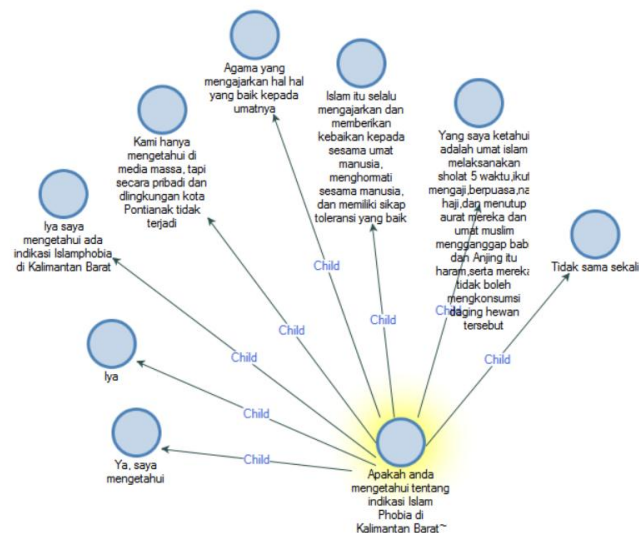 Agama yang
mengajarkan hal hal
yang baik kepada
umatnya
Islam itu selalu
mengajarkan dan
memberikan
kebaikan kepada
sesama umat
manusia,
menghormati
sesama manusia,
dan memiliki sikap
toleransi yang baik
Yang saya ketahui
adalah umat islam
melaksanakan
sholat 5 waktu,ikut
mengaji,berpuasa,na
haji,dan menutup
aurat mereka dan
umat muslim
mengganggap babi
dan Anjing itu
haram,serta mereka
tidak boleh
mengkonsumsi
daging hewan
tersebut
Kami hanya
mengetahui di
media massa, tapi
secara pribadi dan
dlingkungan kota
Pontianak tidak
terjadi
Iya saya
mengetahui ada
indikasi Islamphobia
di Kalimantan Barat
Tidak sama sekali
Iya
Ya, saya
mengetahui
Child
Child
Child
Child
Child
Child
Child
Child
Apakah anda
mengetahui tentang
indikasi Islam
Phobia di
Kalimantan Barat~